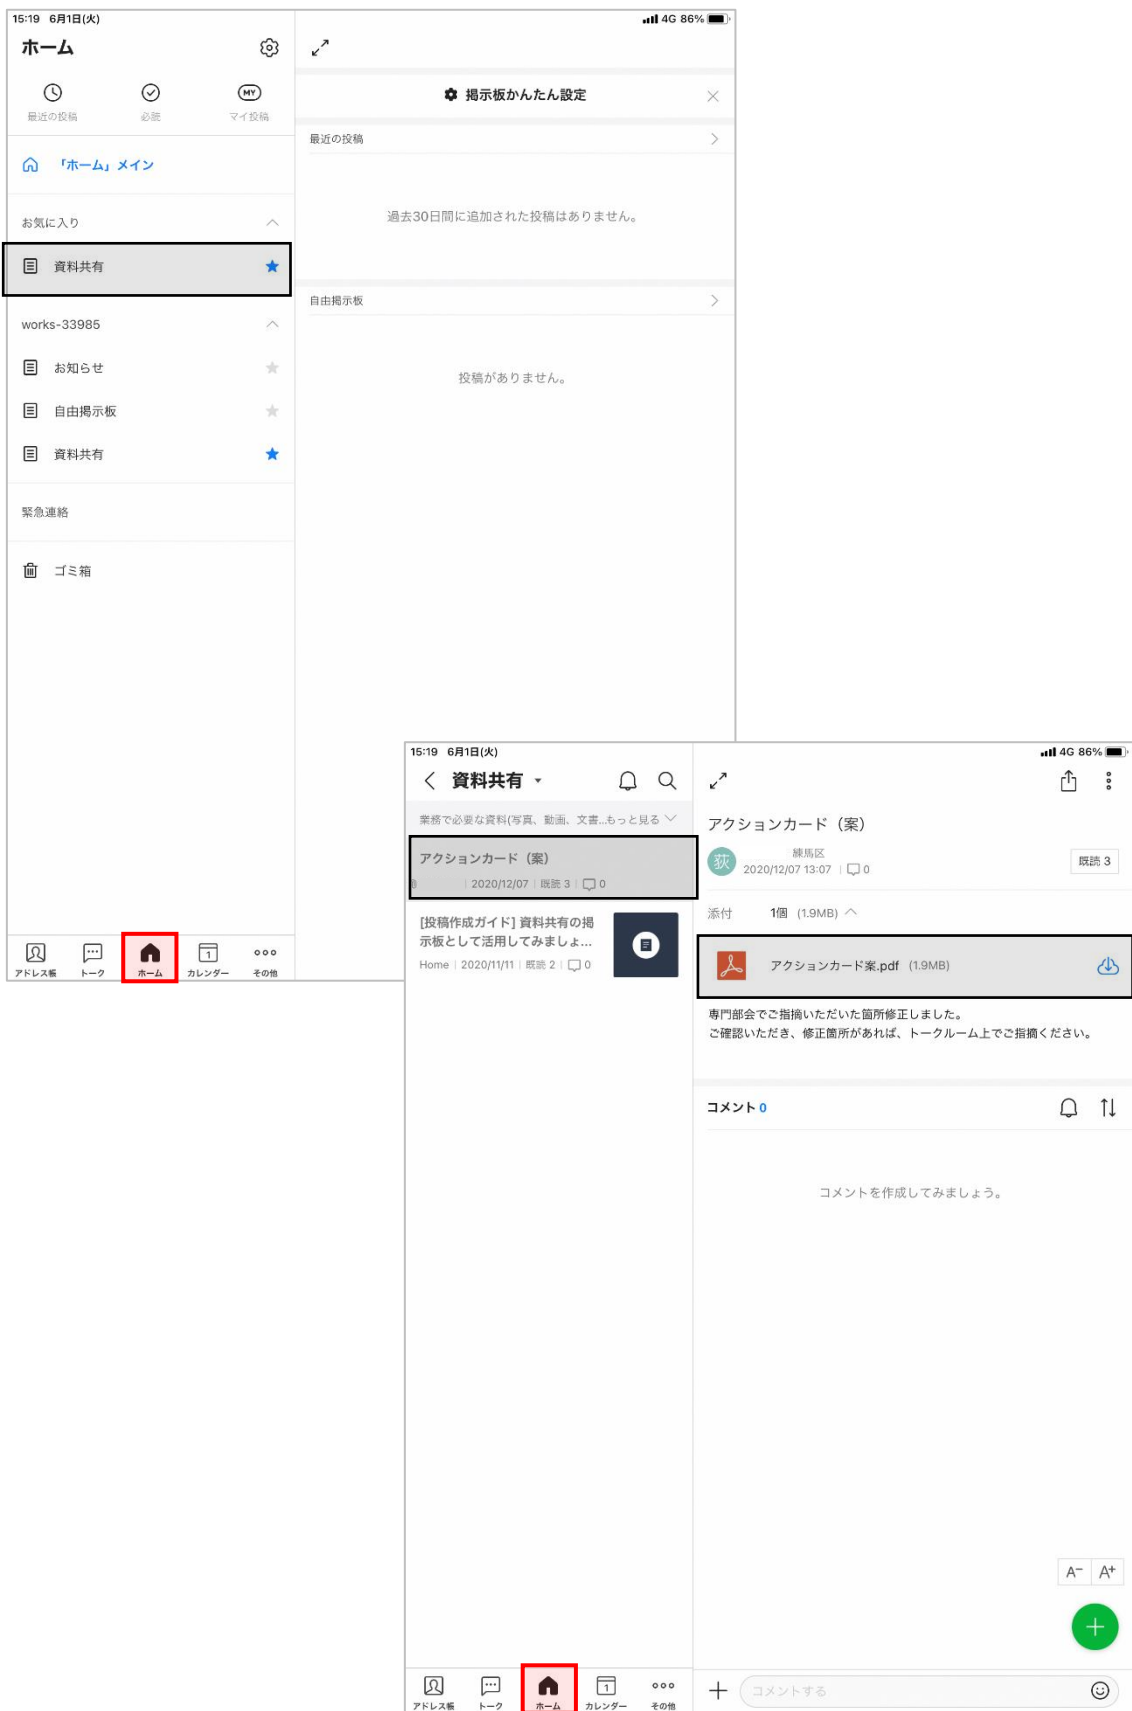 15:19 6月1日(火)
4G 86%
ホーム
最近の投稿
必読
MY
マイ投稿
「ホーム」メイン
お気に入り
資料共有
works-33985
お知らせ
自由掲示板
資料共有
緊急連絡
ゴミ箱
アドレス帳
トーク
ホーム
1
カレンダー
その他
掲示板かんたん設定
最近の投稿
過去30日間に追加された投稿はありません。
自由掲示板
投稿がありません。
15:19 6月1日(火)
4G 86%
資料共有
業務で必要な資料(写真、動画、文書...もっと見る
アクションカード（案）
2020/12/07 既読 3 0
[投稿作成ガイド] 資料共有の掲
示板として活用してみましょ...
Home 2020/11/11 既読 2 0
アドレス帳
トーク
ホーム
1
カレンダー
その他
アクションカード（案）
荻
練馬区
2020/12/07 13:07 0
既読 3
添付 1個 (1.9MB)
アクションカード案.pdf (1.9MB)
専門部会でご指摘いただいた箇所修正しました。
ご確認いただき、修正箇所があれば、トークルーム上でご指摘ください。
コメント 0
コメントを作成してみましょう。
A- A+
コメントする